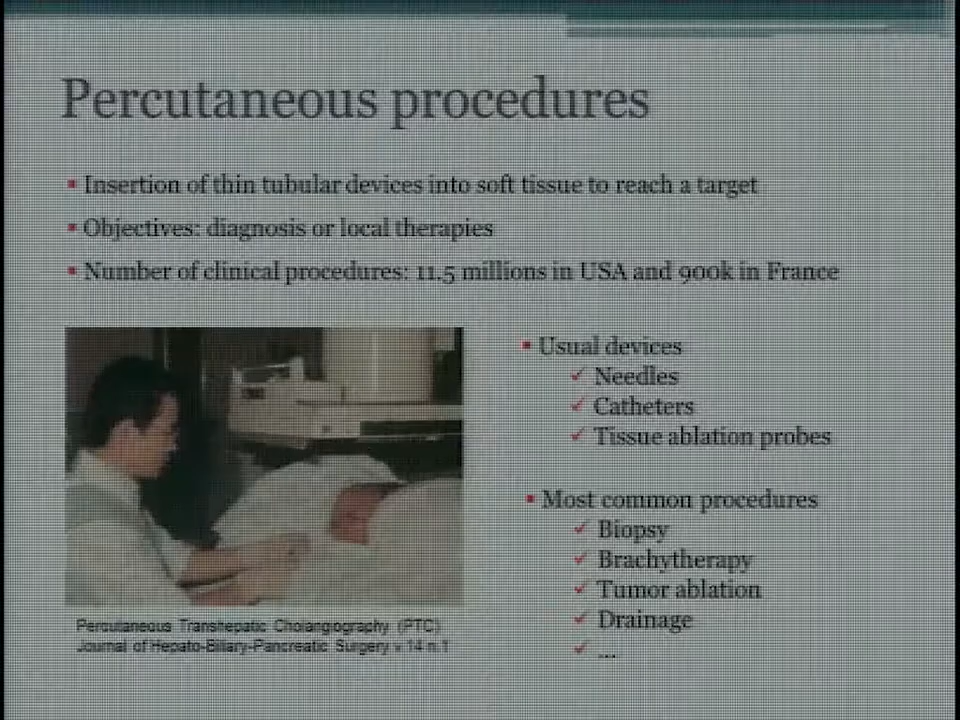 Percutaneous procedures
Insertion of thin tubular devices into soft tissue to reach a target
Objectives: diagnosis or local therapies
Number of clinical procedures: 11.5 millions in USA and 900k in France
Usual devices
Needles
Catheters
Tissue ablation probes
Most common procedures
Biopsy
Brachytherapy
Tumor ablation
Drainage
...
Percutaneous Transhepatic Cholangiography (PTC)
Journal of Hepato-Biliary-Pancreatic Surgery v.14 n.1